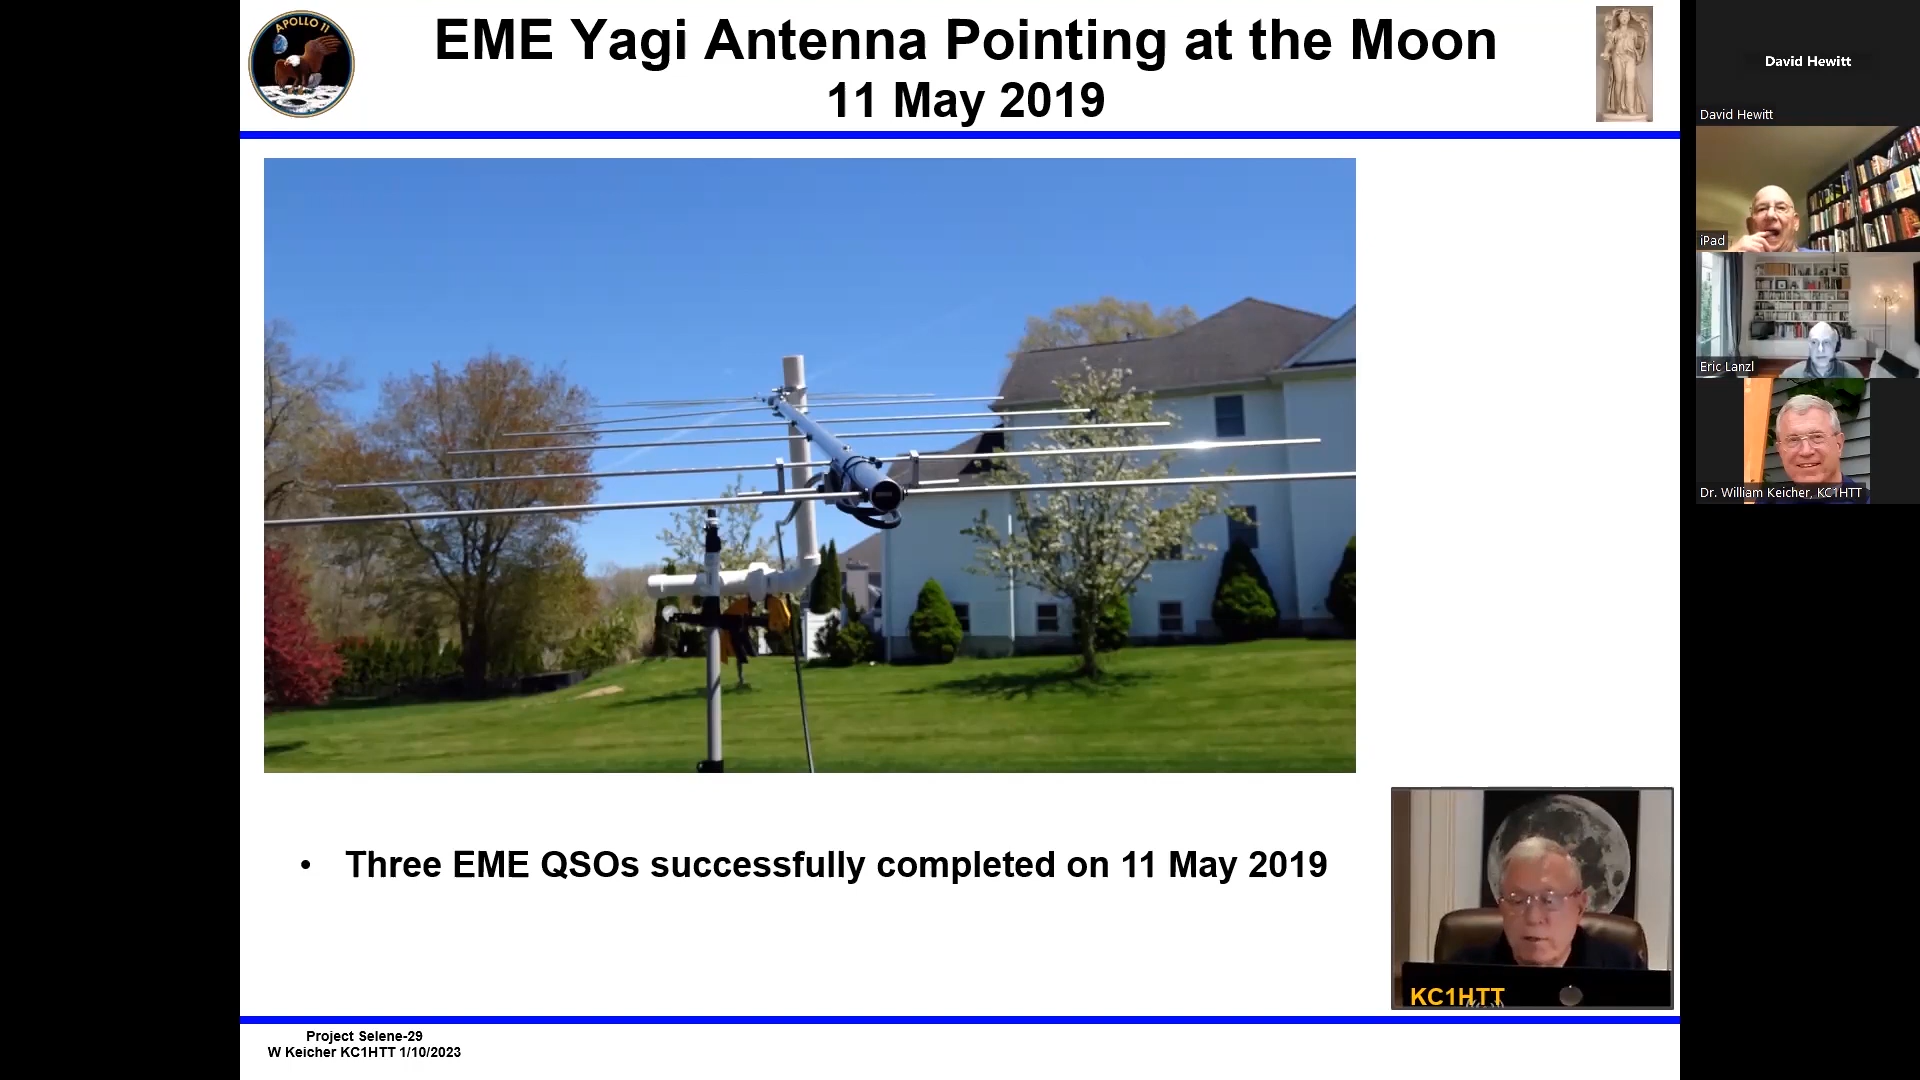 APOLLO 11
EME Yagi Antenna Pointing at the Moon
11 May 2019
• Three EME QSOs successfully completed on 11 May 2019
KC1HTT
Project Selene-29
W Keicher KC1HTT 1/10/2023
David Hewitt
David Hewitt
iPad
Eric Lanzl
Dr. William Keicher, KC1HTT